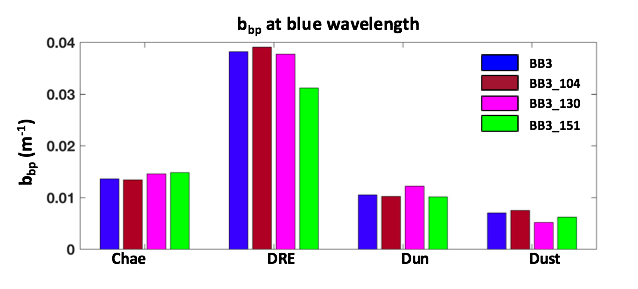 b_bp at blue wavelength
0.04
0.03
0.02
0.01
0
b_bp (m⁻¹)
BB3
BB3_104
BB3_130
BB3_151
Chae DRE Dun Dust